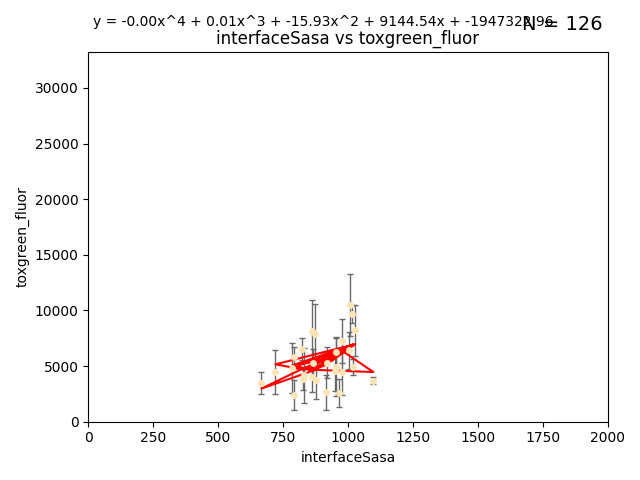 y = -0.00x^4 + 0.01x^3 + -15.93x^2 + 9144.54x + -1947322.96
N = 126
interfaceSasa vs toxgreen_fluor
30000
25000
20000
15000
10000
5000
0
toxgreen_fluor
0 250 500 750 1000 1250 1500 1750 2000
interfaceSasa